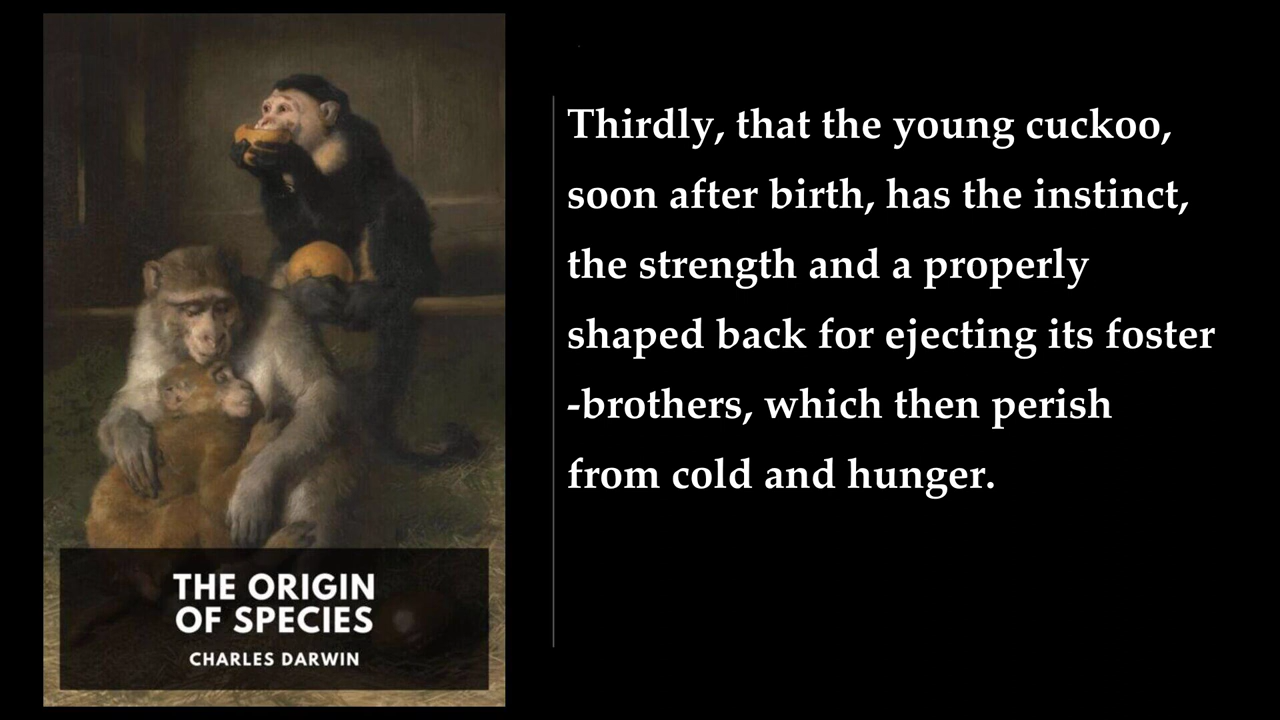 THE ORIGIN
OF SPECIES
CHARLES DARWIN
Thirdly, that the young cuckoo,
soon after birth, has the instinct,
the strength and a properly
shaped back for ejecting its foster
-brothers, which then perish
from cold and hunger.